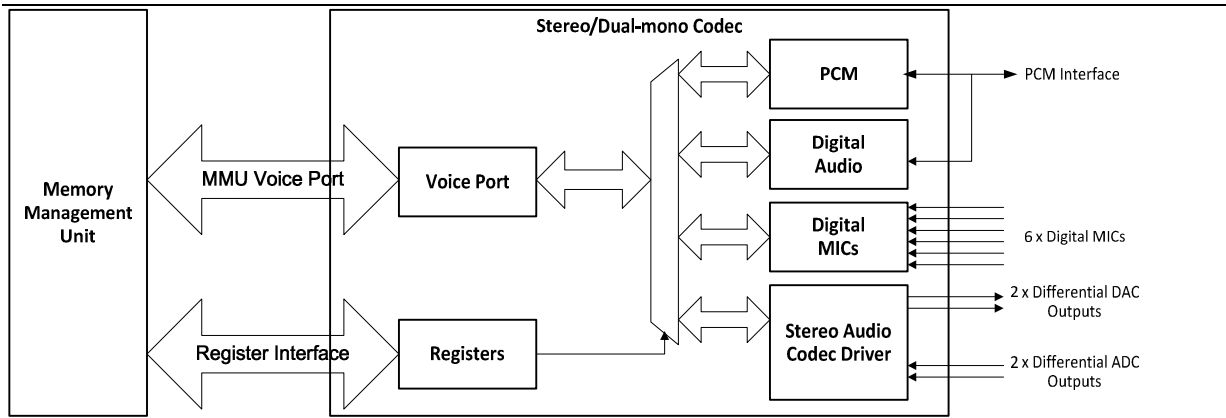 Stereo/Dual-mono Codec
PCM
PCM Interface
Digital
Audio
MMU Voice Port
Voice Port
Memory
Management
Unit
Digital
MICs
6 x Digital MICs
2 x Differential DAC
Outputs
Stereo Audio
Codec Driver
Register Interface
Registers
2 x Differential ADC
Outputs